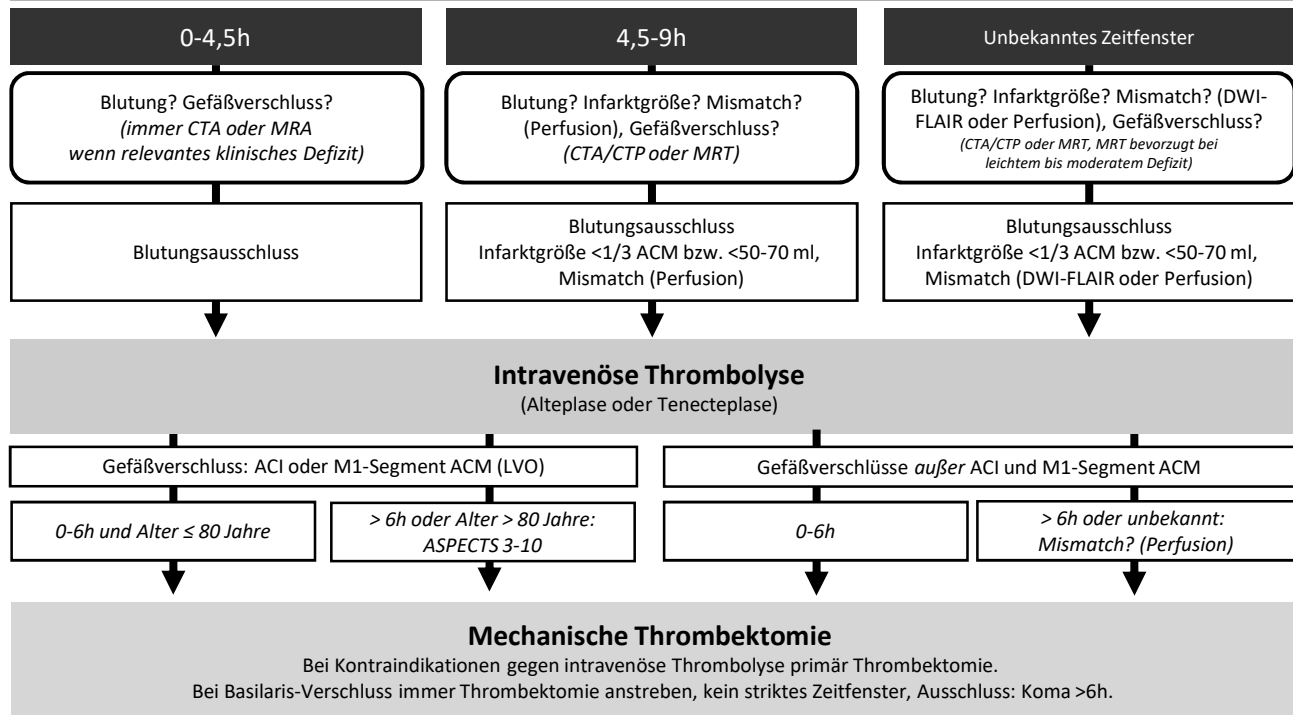 0-4,5h
4,5-9h
Unbekanntes Zeitfenster
Blutung? Gefäßverschluss?
(immer CTA oder MRA
wenn relevantes klinisches Defizit)
Blutung? Infarktgröße? Mismatch?
(Perfusion), Gefäßverschluss?
(CTA/CTP oder MRT)
Blutung? Infarktgröße? Mismatch? (DWI-
FLAIR oder Perfusion), Gefäßverschluss?
(CTA/CTP oder MRT, MRT bevorzugt bei
leichtem bis moderatem Defizit)
Blutungsausschluss
Blutungsausschluss
Infarktgröße <1/3 ACM bzw. <50-70 ml,
Mismatch (Perfusion)
Blutungsausschluss
Infarktgröße <1/3 ACM bzw. <50-70 ml,
Mismatch (DWI-FLAIR oder Perfusion)
Intravenöse Thrombolyse
(Alteplase oder Tenecteplase)
Gefäßverschluss: ACI oder M1-Segment ACM (LVO)
Gefäßverschlüsse außer ACI und M1-Segment ACM
0-6h und Alter ≤ 80 Jahre
> 6h oder Alter > 80 Jahre:
ASPECTS 3-10
0-6h
> 6h oder unbekannt:
Mismatch? (Perfusion)
Mechanische Thrombektomie
Bei Kontraindikationen gegen intravenöse Thrombolyse primär Thrombektomie.
Bei Basilaris-Verschluss immer Thrombektomie anstreben, kein striktes Zeitfenster, Ausschluss: Koma >6h.